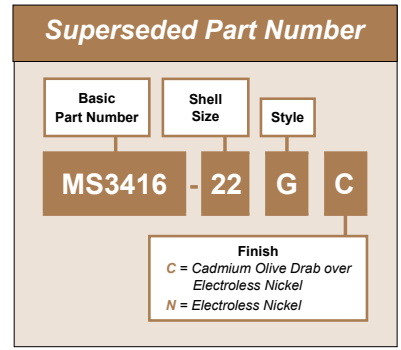 Superseded Part Number
Basic
Part Number
Shell
Size
Style
MS3416 - 22 G C
Finish
C = Cadmium Olive Drab over
Electroless Nickel
N = Electroless Nickel